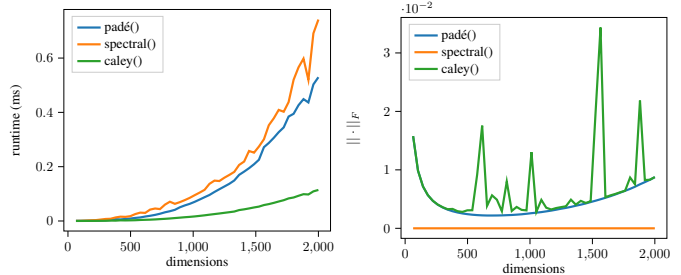 padé()
spectral()
caley()
0.6
0.4
0.2
0
runtime (ms)
500
1,000
1,500
2,000
dimensions
·10⁻²
padé()
spectral()
caley()
3
2
1
0
|| · ||F
0
500
1,000
1,500
2,000
dimensions